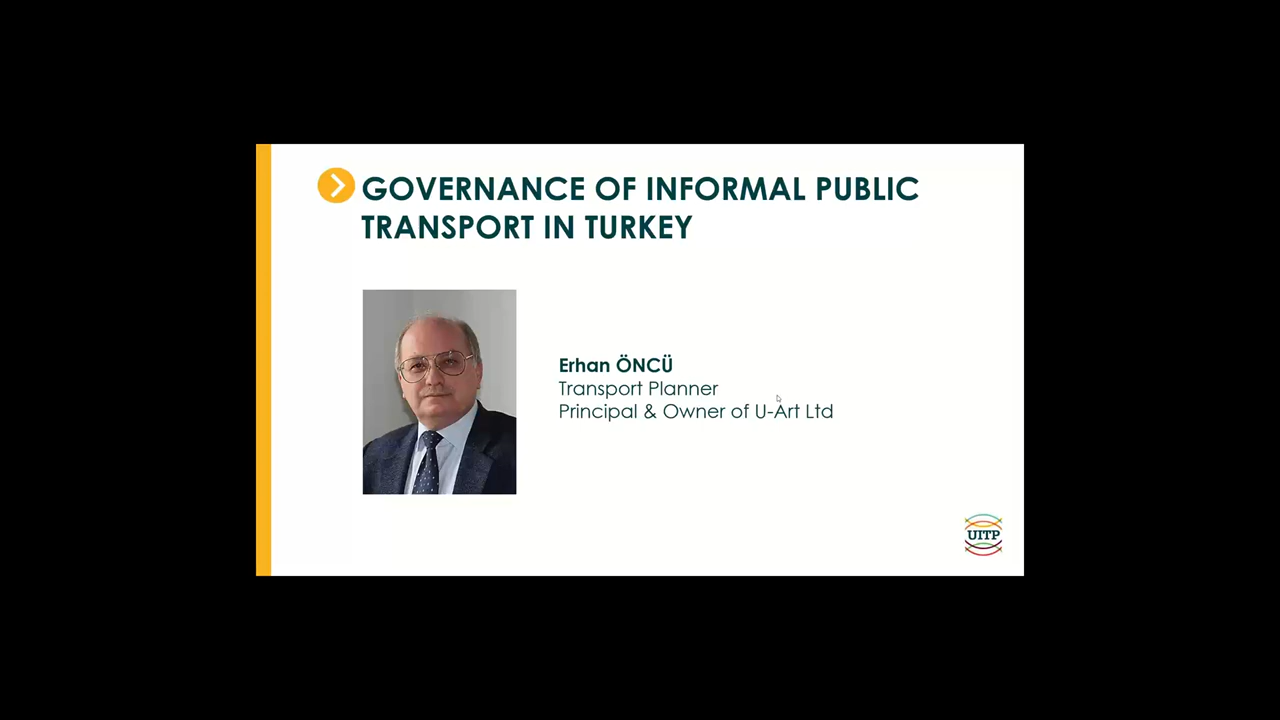 GOVERNANCE OF INFORMAL PUBLIC
TRANSPORT IN TURKEY
Erhan ÖNCÜ
Transport Planner
Principal & Owner of U-Art Ltd
UITP